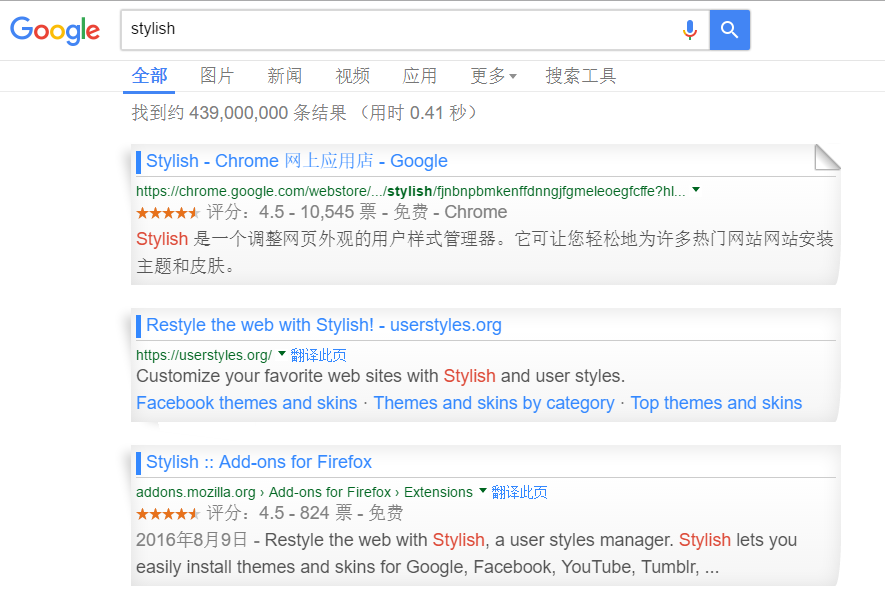 Google
stylish
全部 图片 新闻 视频 应用 更多 搜索工具
找到约 439,000,000 条结果 （用时 0.41 秒）
Stylish - Chrome 网上应用店 - Google
https://chrome.google.com/webstore/.../stylish/fjnbnpbmkenffdnngjfgmeleoegfcffe?hl...
评分：4.5 - 10,545 票 - 免费 - Chrome
Stylish 是一个调整网页外观的用户样式管理器。它可让您轻松地为许多热门网站网站安装
主题和皮肤。
Restyle the web with Stylish! - userstyles.org
https://userstyles.org/ 翻译此页
Customize your favorite web sites with Stylish and user styles.
Facebook themes and skins · Themes and skins by category · Top themes and skins
Stylish :: Add-ons for Firefox
addons.mozilla.org › Add-ons for Firefox › Extensions 翻译此页
评分：4.5 - 824 票 - 免费
2016年8月9日 - Restyle the web with Stylish, a user styles manager. Stylish lets you
easily install themes and skins for Google, Facebook, YouTube, Tumblr, ...